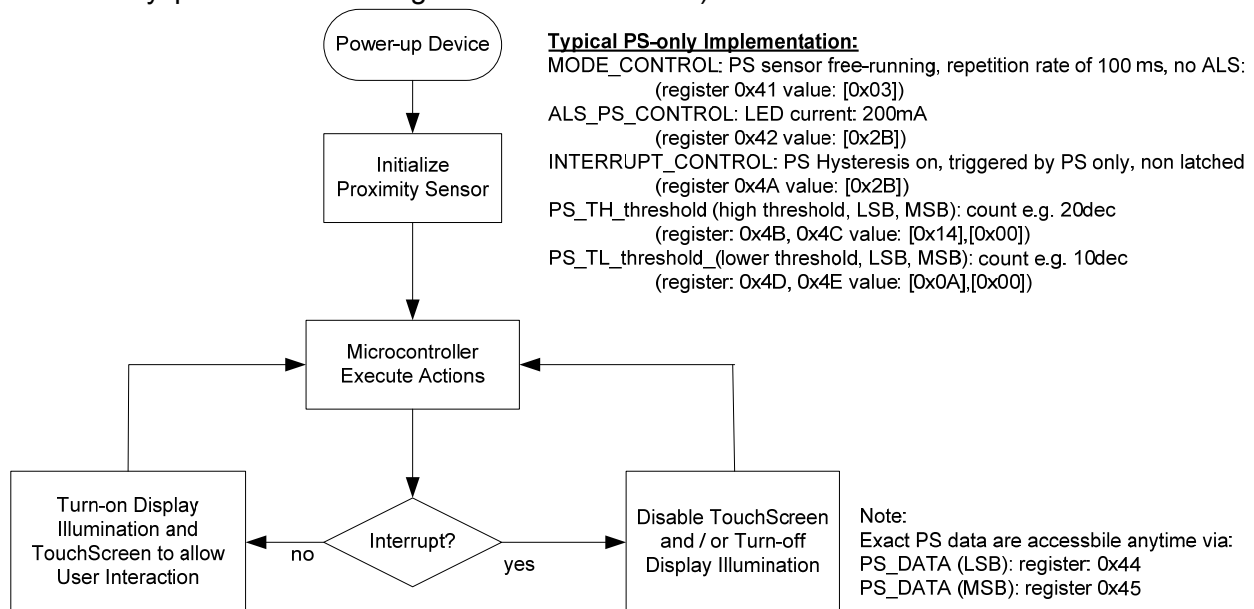 Power-up Device
Initialize
Proximity Sensor
Typical PS-only Implementation:
MODE_CONTROL: PS sensor free-running, repetition rate of 100 ms, no ALS:
(register 0x41 value: [0x03])
ALS_PS_CONTROL: LED current: 200mA
(register 0x42 value: [0x2B])
INTERRUPT_CONTROL: PS Hysteresis on, triggered by PS only, non latched
(register 0x4A value: [0x2B])
PS_TH_threshold (high threshold, LSB, MSB): count e.g. 20dec
(register: 0x4B, 0x4C value: [0x14],[0x00])
PS_TL_threshold_(lower threshold, LSB, MSB): count e.g. 10dec
(register: 0x4D, 0x4E value: [0x0A],[0x00])
Microcontroller
Execute Actions
Turn-on Display
Illumination and
TouchScreen to allow
User Interaction
no
Interrupt?
yes
Disable TouchScreen
and / or Turn-off
Display Illumination
Note:
Exact PS data are accessbile anytime via:
PS_DATA (LSB): register: 0x44
PS_DATA (MSB): register 0x45